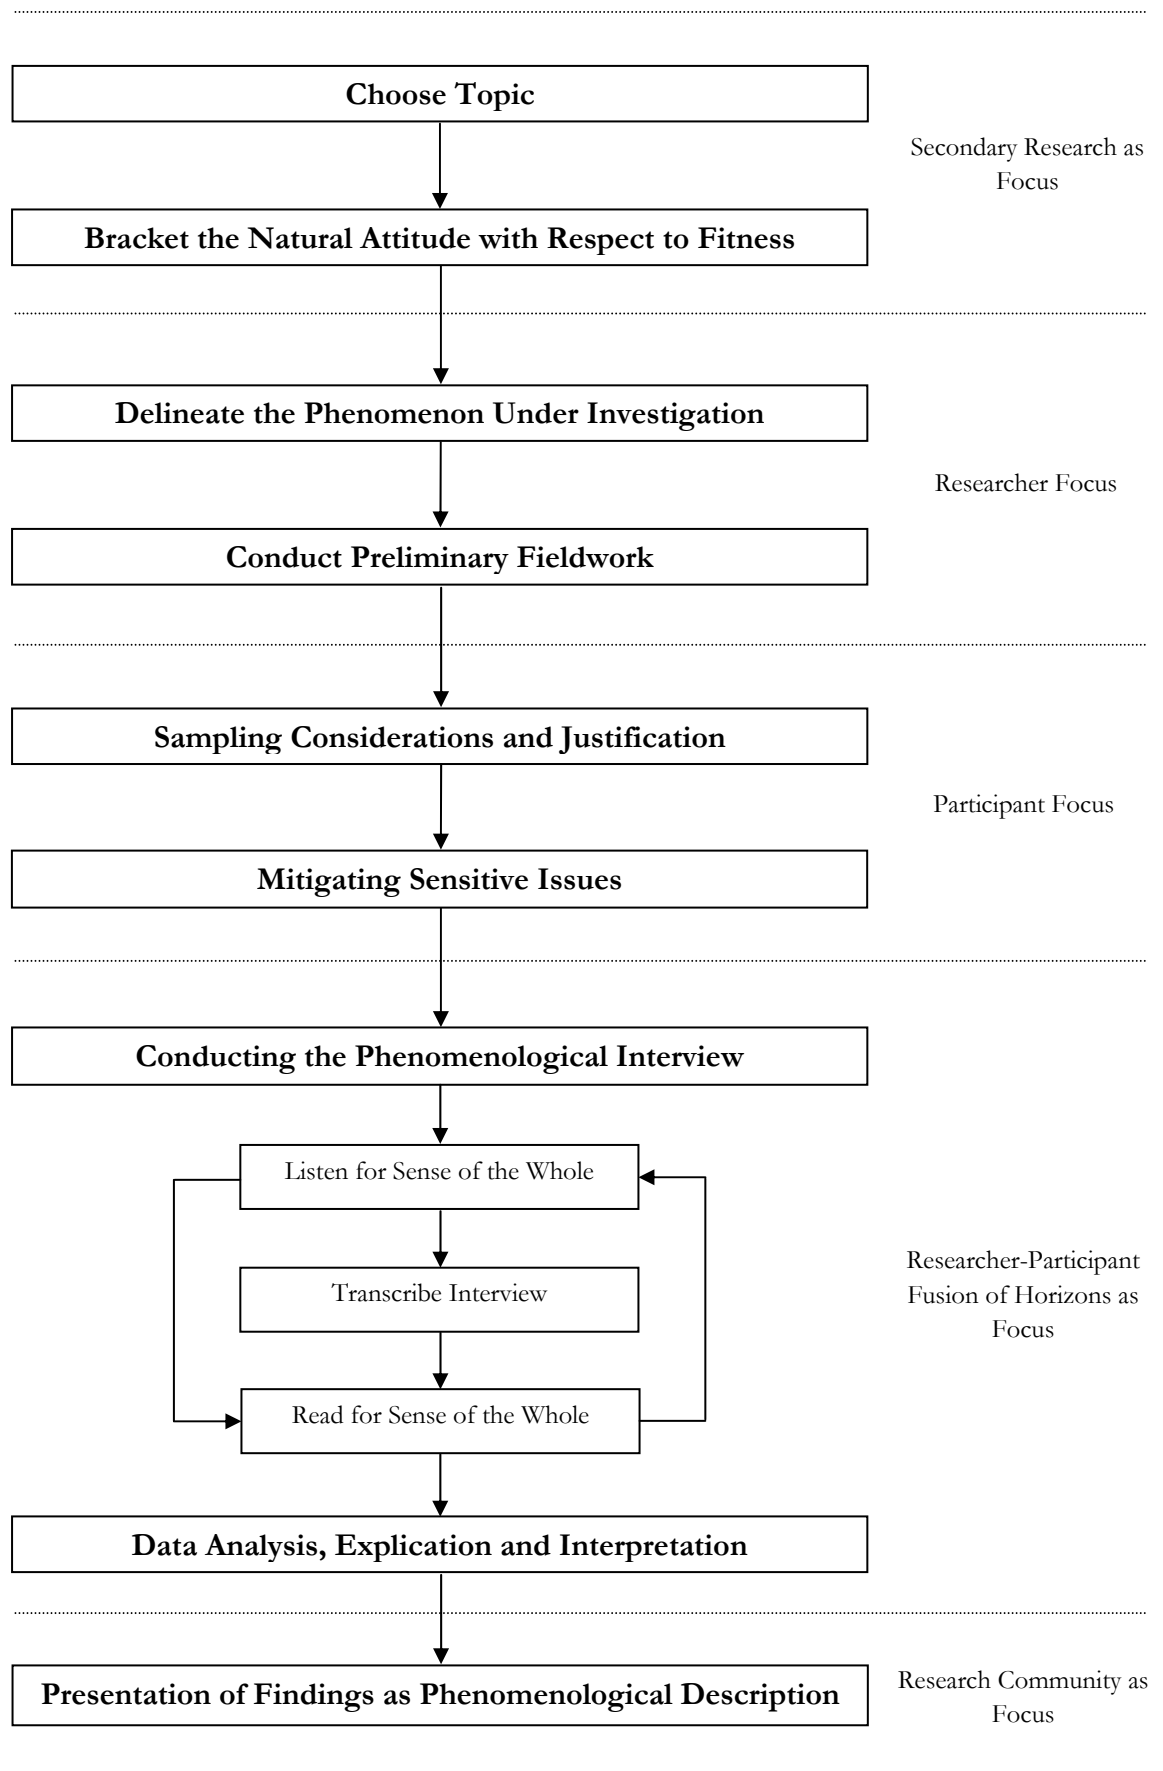 Choose Topic
Secondary Research as
Focus
Bracket the Natural Attitude with Respect to Fitness
Delineate the Phenomenon Under Investigation
Researcher Focus
Conduct Preliminary Fieldwork
Sampling Considerations and Justification
Participant Focus
Mitigating Sensitive Issues
Conducting the Phenomenological Interview
Listen for Sense of the Whole
Transcribe Interview
Researcher-Participant
Fusion of Horizons as
Focus
Read for Sense of the Whole
Data Analysis, Explication and Interpretation
Presentation of Findings as Phenomenological Description
Research Community as
Focus